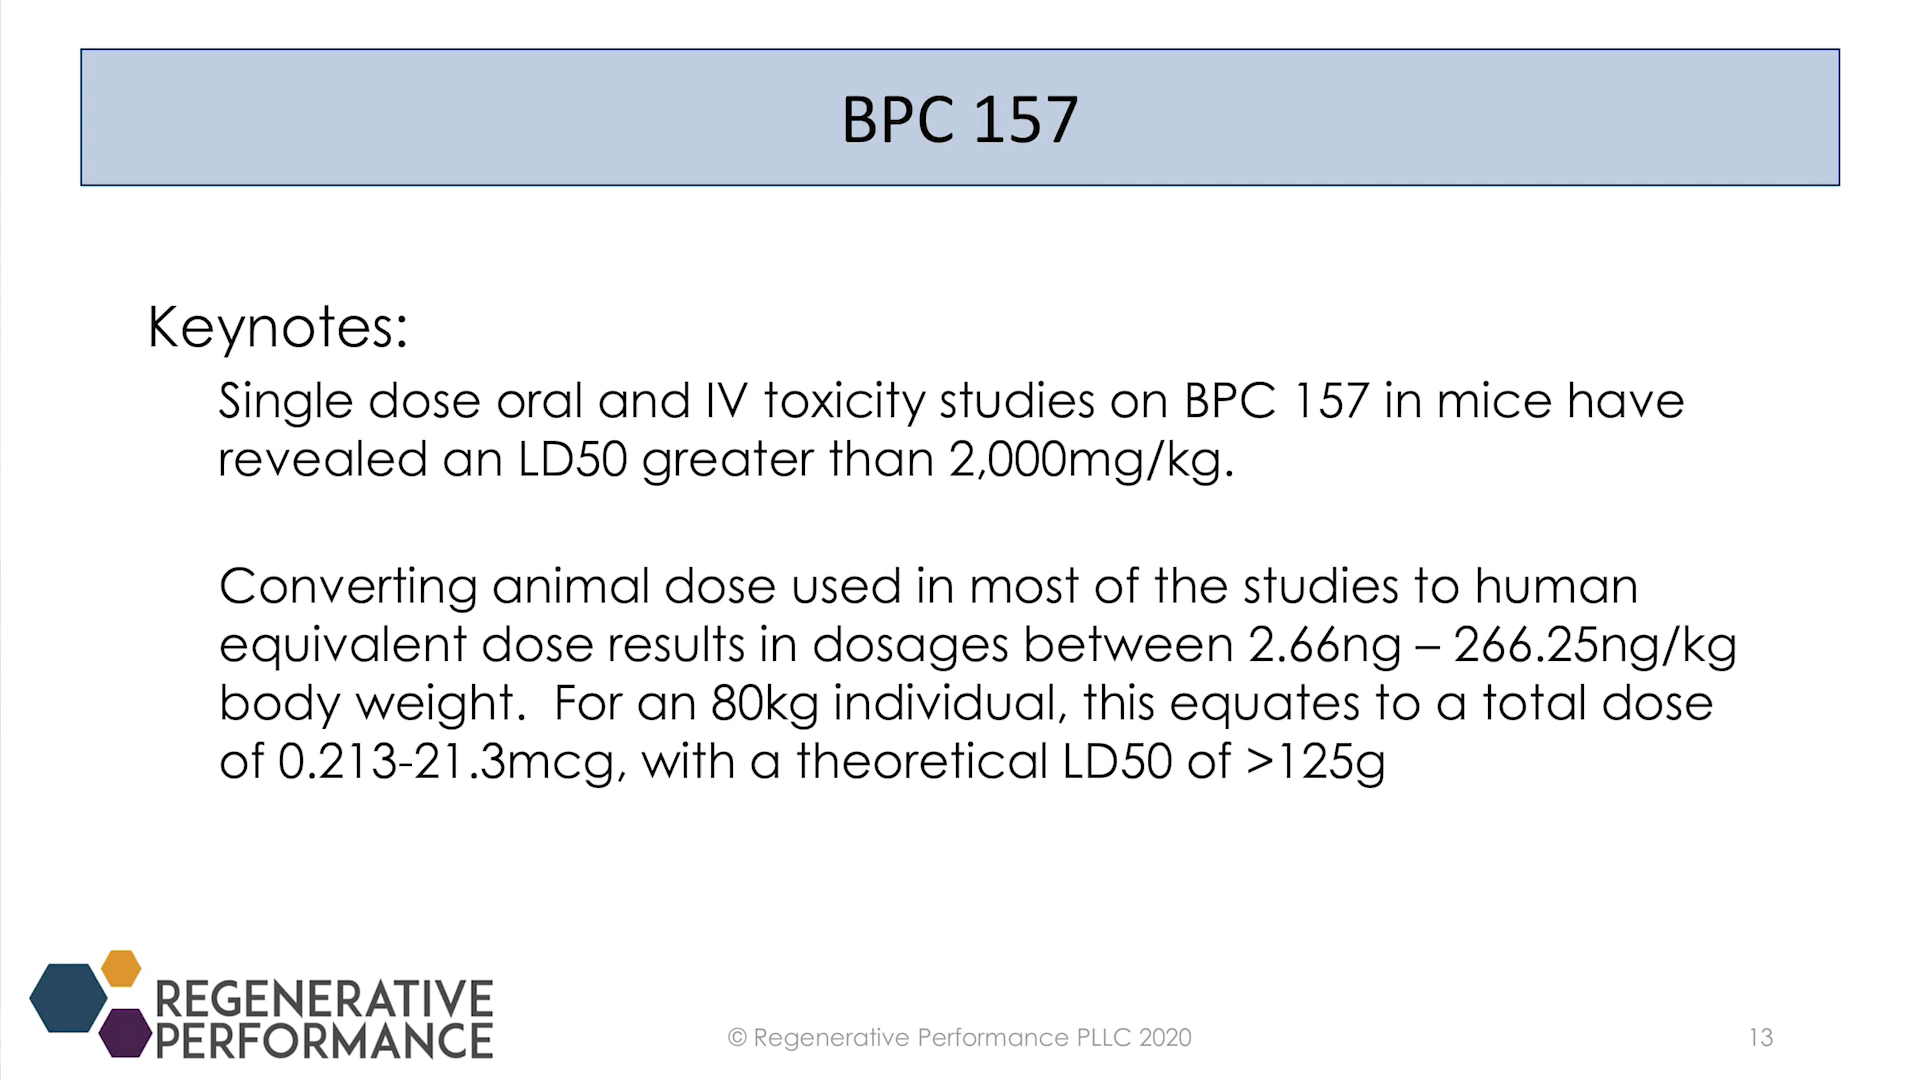 BPC 157
Keynotes:
Single dose oral and IV toxicity studies on BPC 157 in mice have
revealed an LD50 greater than 2,000mg/kg.
Converting animal dose used in most of the studies to human
equivalent dose results in dosages between 2.66ng – 266.25ng/kg
body weight.  For an 80kg individual, this equates to a total dose
of 0.213-21.3mcg, with a theoretical LD50 of >125g
REGENERATIVE
PERFORMANCE
© Regenerative Performance PLLC 2020
13